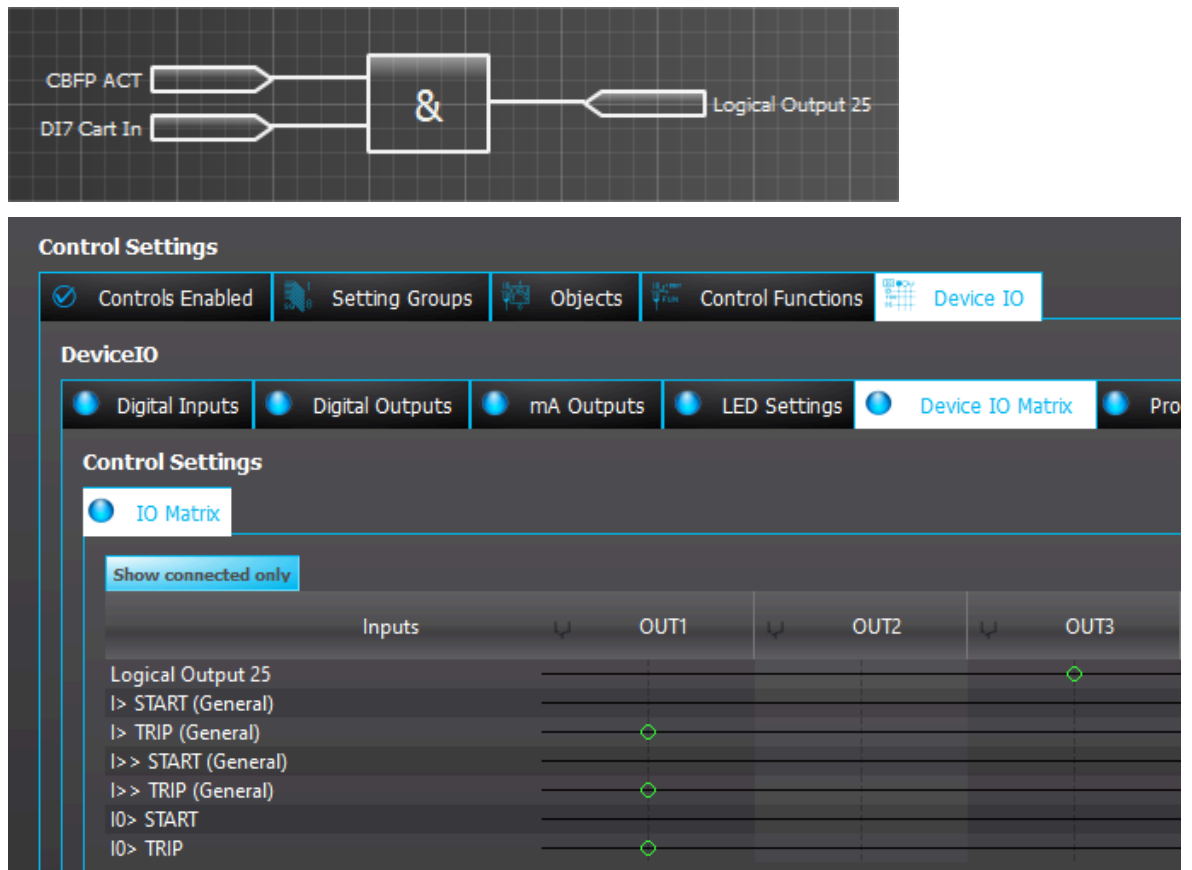 CBFP ACT
&
DI7 Cart In
Logical Output 25
Control Settings
Controls Enabled Setting Groups Objects Control Functions Device IO
DeviceIO
Digital Inputs Digital Outputs mA Outputs LED Settings Device IO Matrix Pro
Control Settings
IO Matrix
Show connected only
Inputs OUT1 OUT2 OUT3
Logical Output 25
I> START (General)
I> TRIP (General)
I>> START (General)
I>> TRIP (General)
I0> START
I0> TRIP